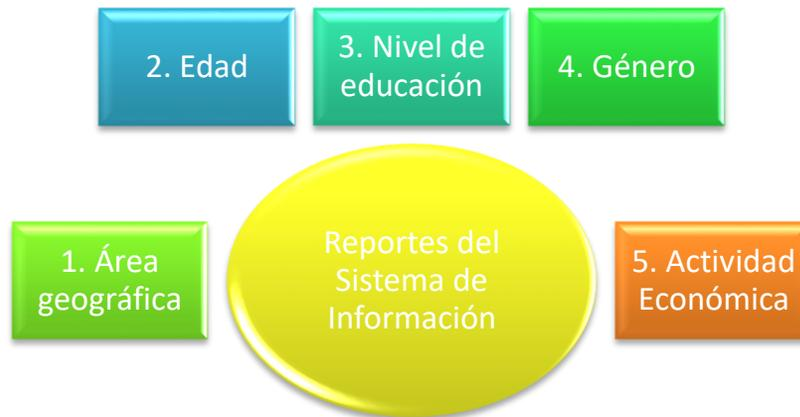 2. Edad
3. Nivel de
educación
4. Género
1. Área
geográfica
Reportes del
Sistema de
Información
5. Actividad
Económica